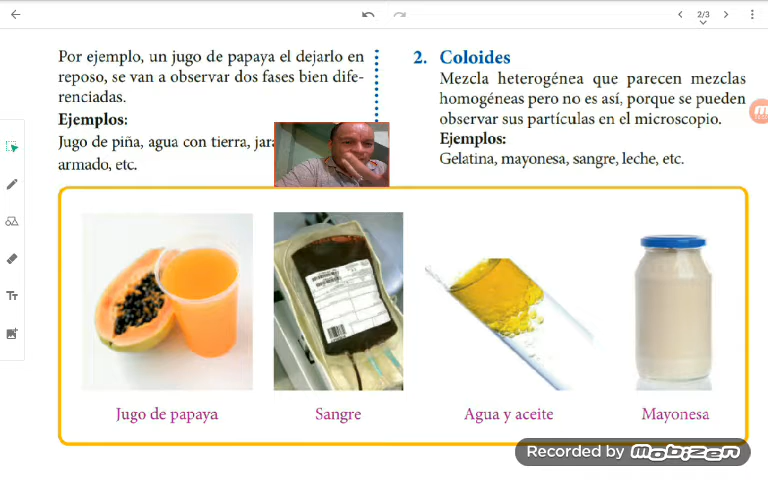 2/3
Por ejemplo, un jugo de papaya el dejarlo en
reposo, se van a observar dos fases bien dife-
renciadas.
Ejemplos:
Jugo de piña, agua con tierra,
armado, etc.
2. Coloides
Mezcla heterogénea que parecen mezclas
homogéneas pero no es así, porque se pueden
observar sus partículas en el microscopio.
Ejemplos:
Gelatina, mayonesa, sangre, leche, etc.
Tт
Jugo de papaya
Sangre
Agua y aceite
Mayonesa
Recorded by mobizen